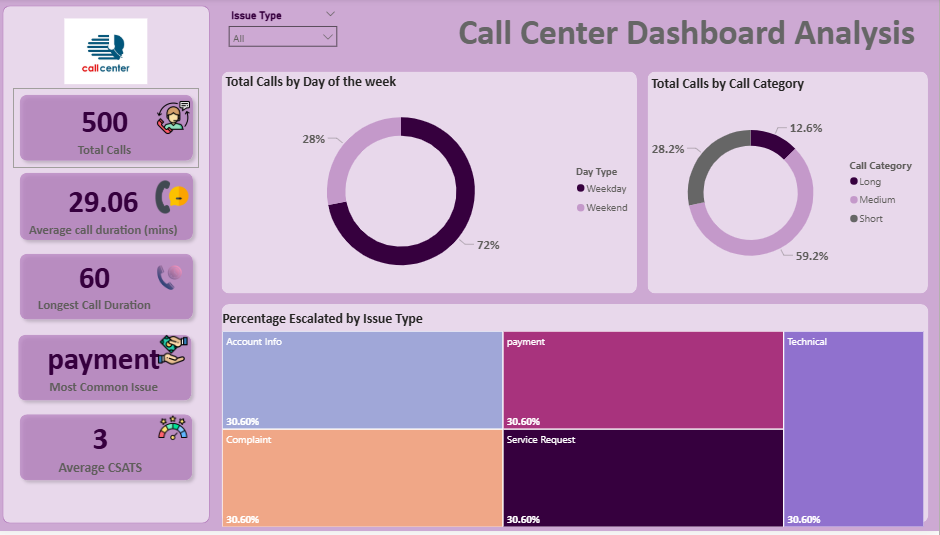 Issue Type
All
Call Center Dashboard Analysis
callcenter
500
Total Calls
29.06
Average call duration (mins)
60
Longest Call Duration
payment
Most Common Issue
3
Average CSATS
Total Calls by Day of the week
28%
72%
Day Type
Weekday
Weekend
Total Calls by Call Category
12.6%
28.2%
59.2%
Call Category
Long
Medium
Short
Percentage Escalated by Issue Type
Account Info
30.60%
payment
30.60%
Technical
30.60%
Complaint
30.60%
Service Request
30.60%